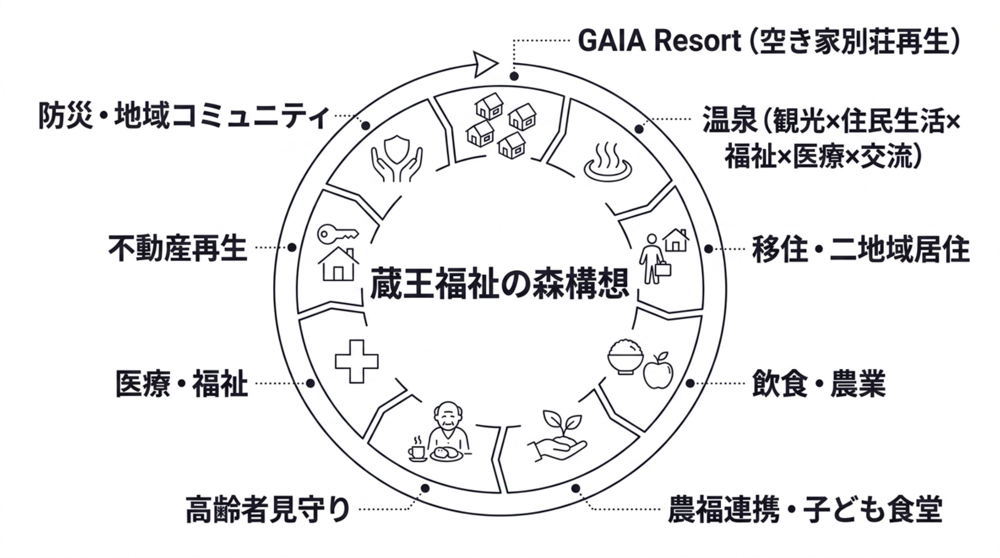 GAIA Resort（空き家別荘再生）
温泉（観光×住民生活×
福祉×医療×交流）
移住・二地域居住
飲食・農業
農福連携・子ども食堂
高齢者見守り
医療・福祉
不動産再生
防災・地域コミュニティ
蔵王福祉の森構想